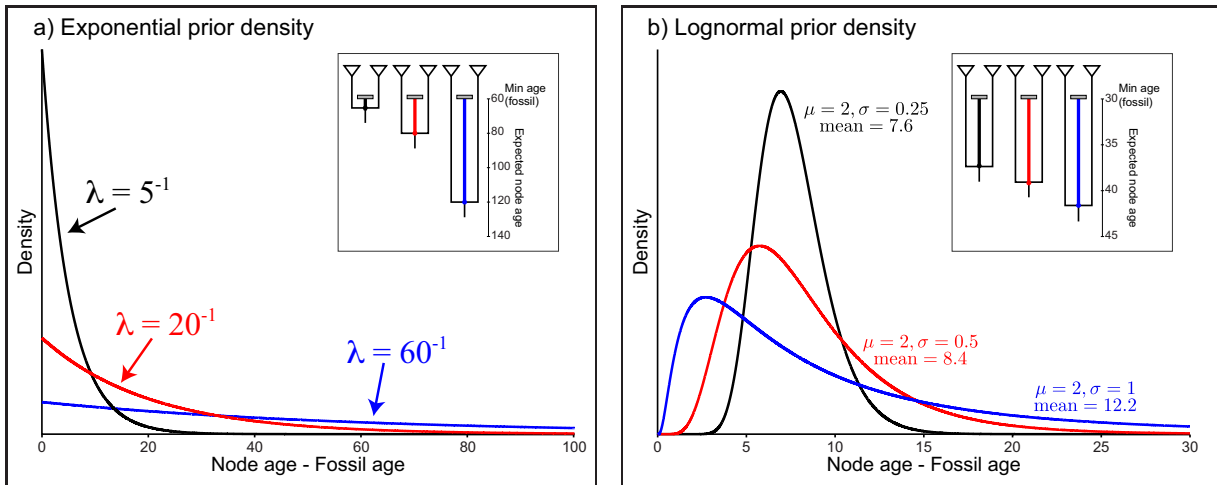 a) Exponential prior density
Min age
(fossil)
60
80
100
120
140
Expected node age
λ = 5⁻¹
λ = 20⁻¹
λ = 60⁻¹
Density
0
20
40
60
80
100
Node age - Fossil age
b) Lognormal prior density
Min age
(fossil)
30
35
40
45
Expected node age
μ = 2, σ = 0.25
mean = 7.6
μ = 2, σ = 0.5
mean = 8.4
μ = 2, σ = 1
mean = 12.2
Density
0
5
10
15
20
25
30
Node age - Fossil age